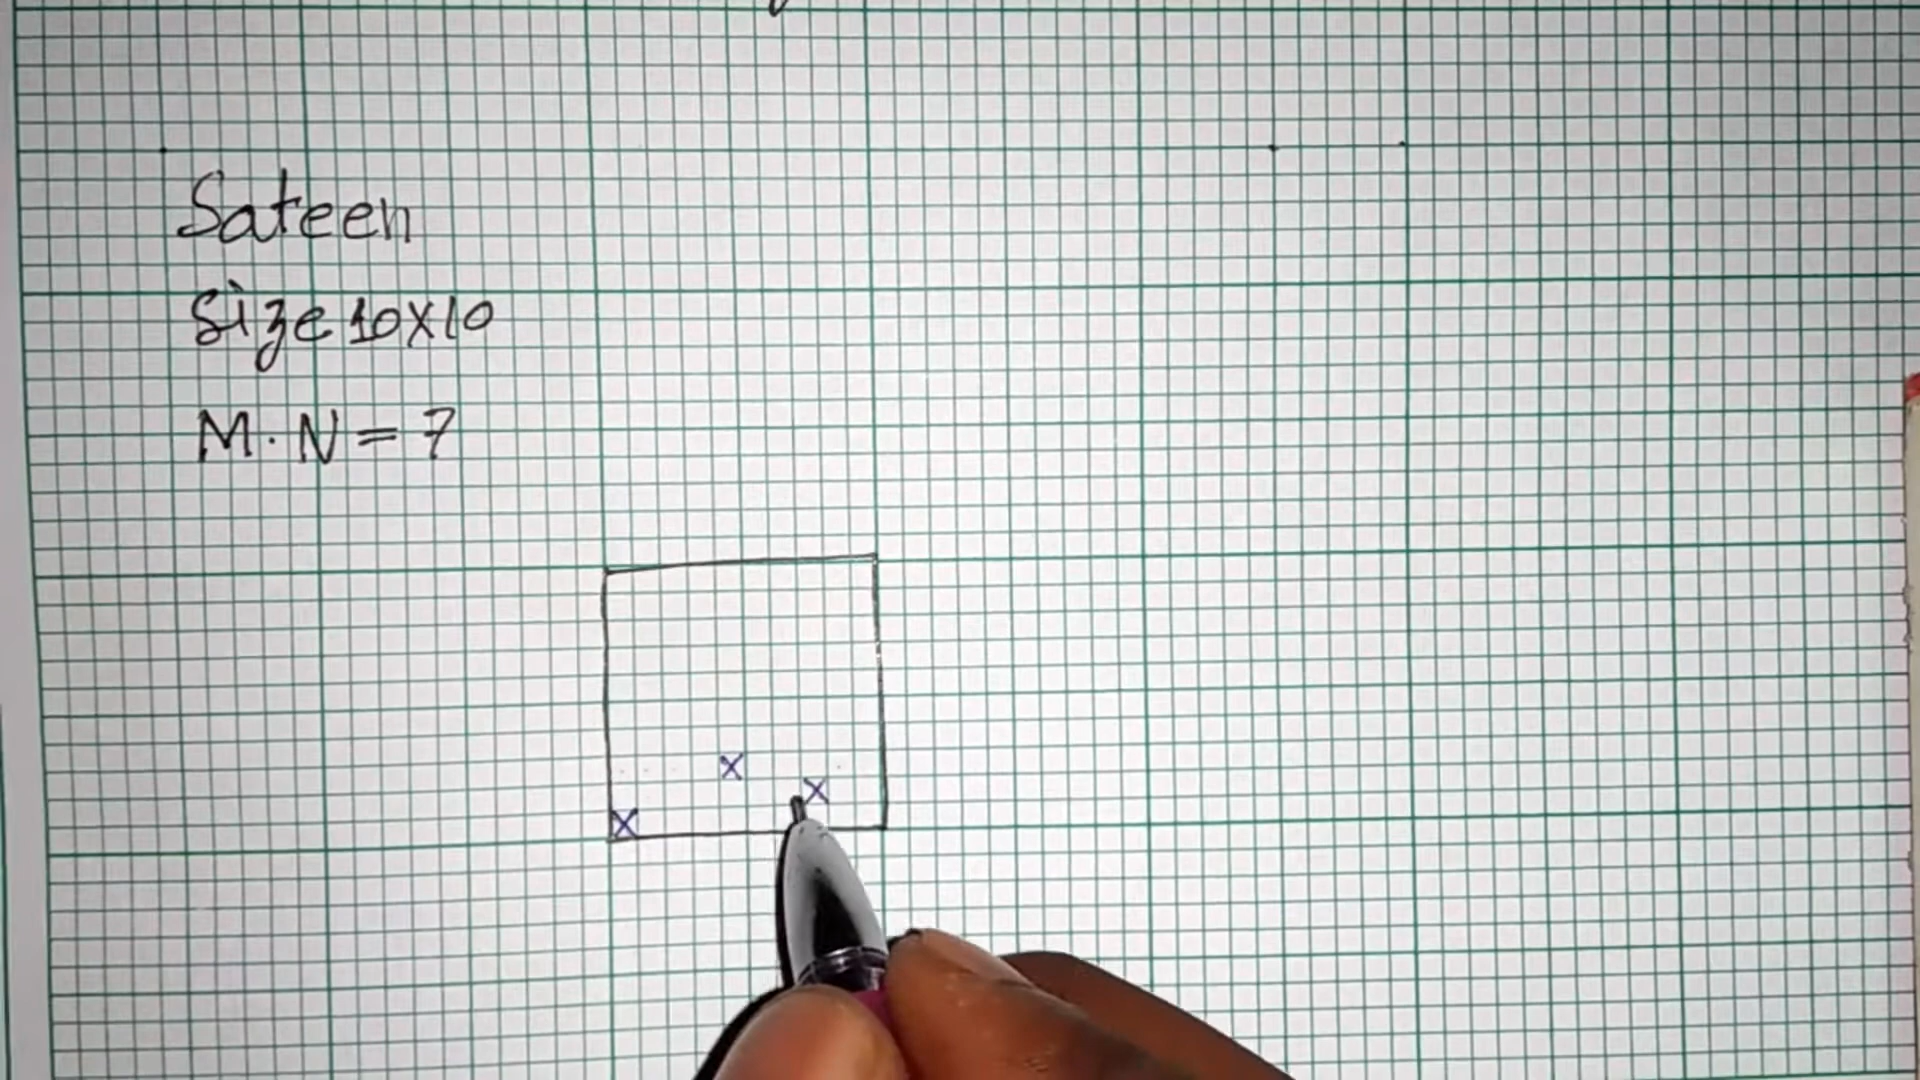 Sateen
Size 10X10
M.N=7
X
X
X